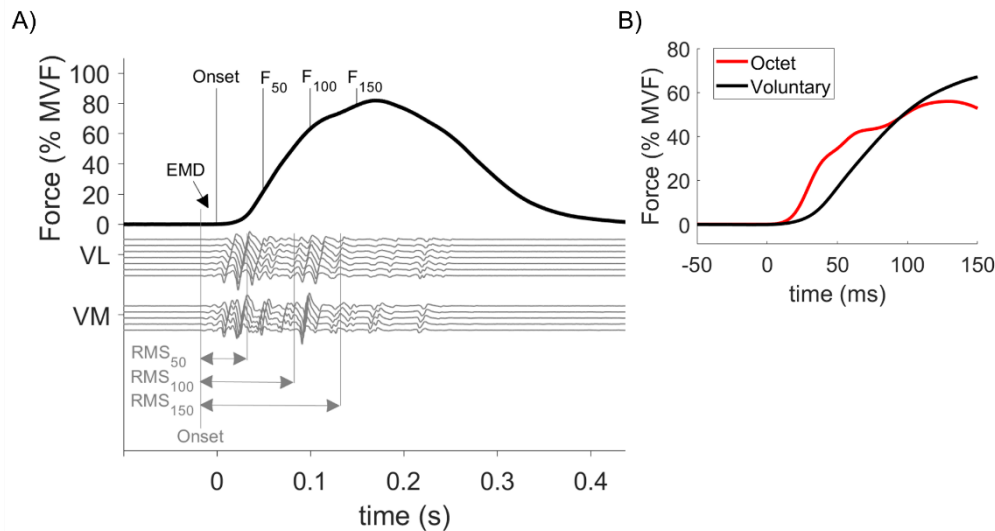 A)
Force (% MVF)
100
80
60
40
20
0
Onset
F50
F100
F150
EMD
VL
VM
RMS50
RMS100
RMS150
Onset
0
0.1
0.2
0.3
0.4
time (s)
B)
Force (% MVF)
80
60
40
20
0
Octet
Voluntary
-50
0
50
100
150
time (ms)